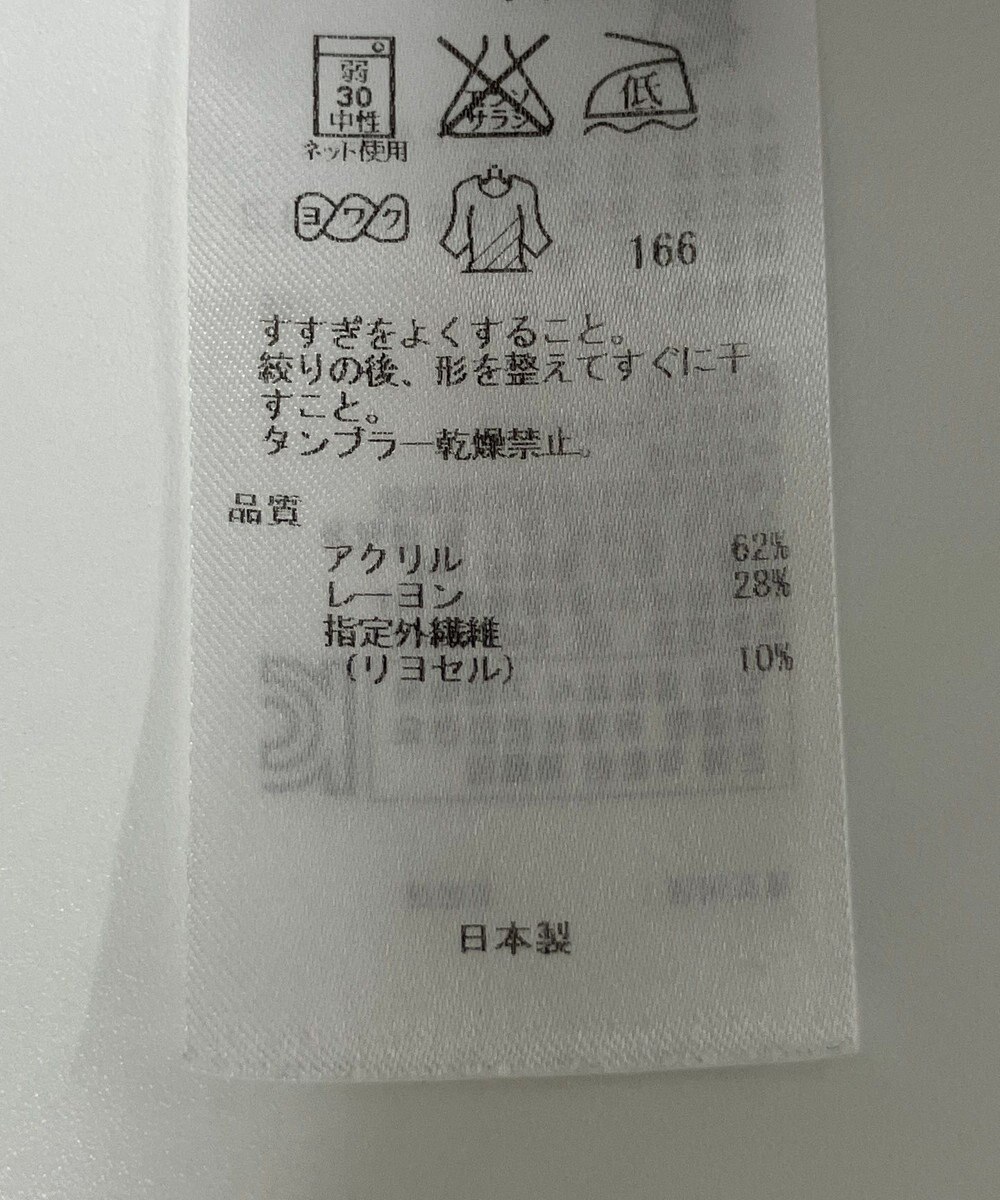 弱
30
中性
ネット使用
エンソ
サラシ
低
ヨワク
166
すすぎをよくすること。
絞りの後、形を整えてすぐに干
すこと。
タンブラー乾燥禁止。
品質
アクリル 62%
レーヨン 28%
指定外繊維
(リヨセル) 10%
日本製